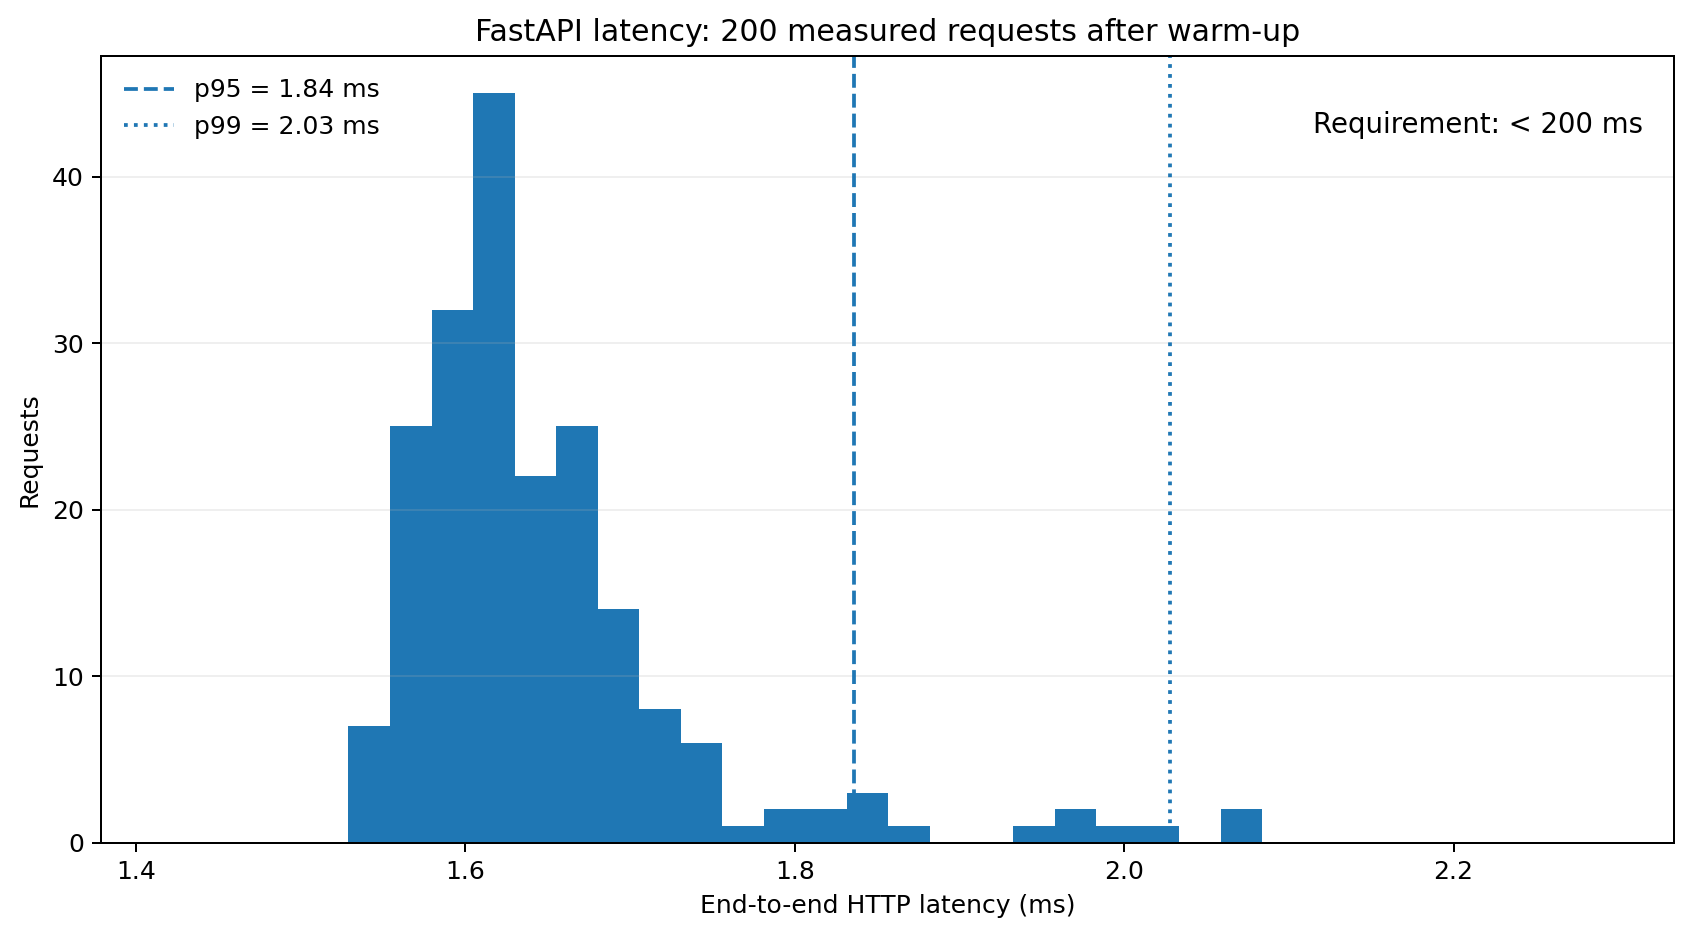 FastAPI latency: 200 measured requests after warm-up
p95 = 1.84 ms
p99 = 2.03 ms
Requirement: < 200 ms
Requests
40
30
20
10
0
1.4
1.6
1.8
2.0
2.2
End-to-end HTTP latency (ms)